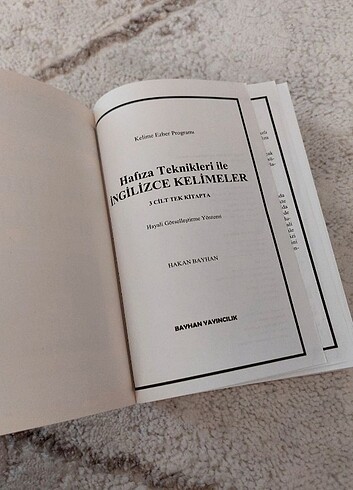 Kelime Ezber Programı
Hafıza Teknikleri ile
İNGİLİZCE KELİMELER
3 CİLT TEK KİTAPTA
Hayali Görselleştirme Yöntemi
HAKAN BAYHAN
BAYHAN YAYINCILIK